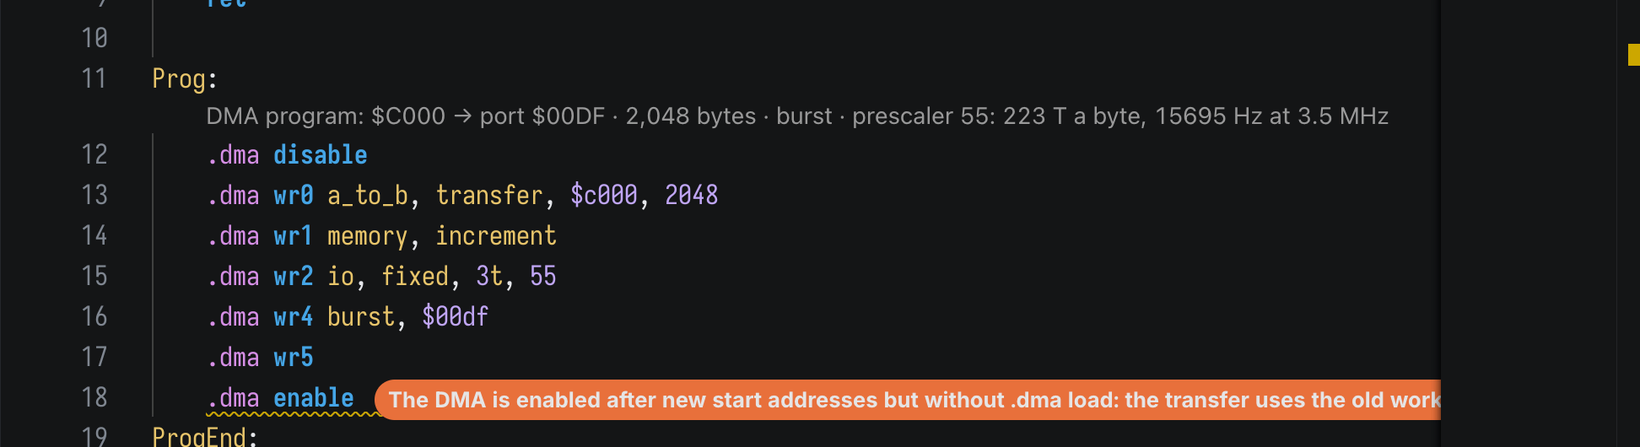 9 ret
10
11 Prog:
DMA program: $C000 → port $00DF · 2,048 bytes · burst · prescaler 55: 223 T a byte, 15695 Hz at 3.5 MHz
12 .dma disable
13 .dma wr0 a_to_b, transfer, $c000, 2048
14 .dma wr1 memory, increment
15 .dma wr2 io, fixed, 3t, 55
16 .dma wr4 burst, $00df
17 .dma wr5
18 .dma enable The DMA is enabled after new start addresses but without .dma load: the transfer uses the old work
19 ProgEnd: